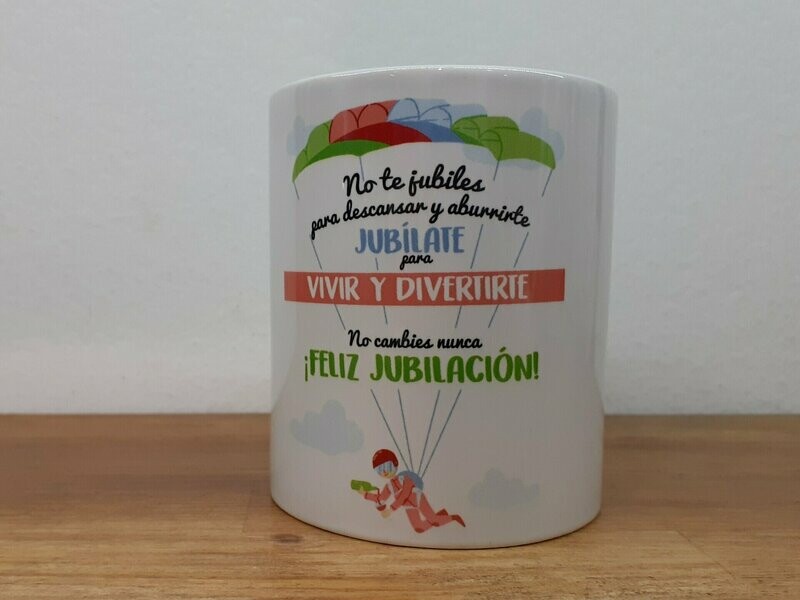 No te jubiles
para descansar y aburrirte
JUBÍLATE
para
VIVIR Y DIVERTIRTE
No cambies nunca
¡FELIZ JUBILACIÓN!